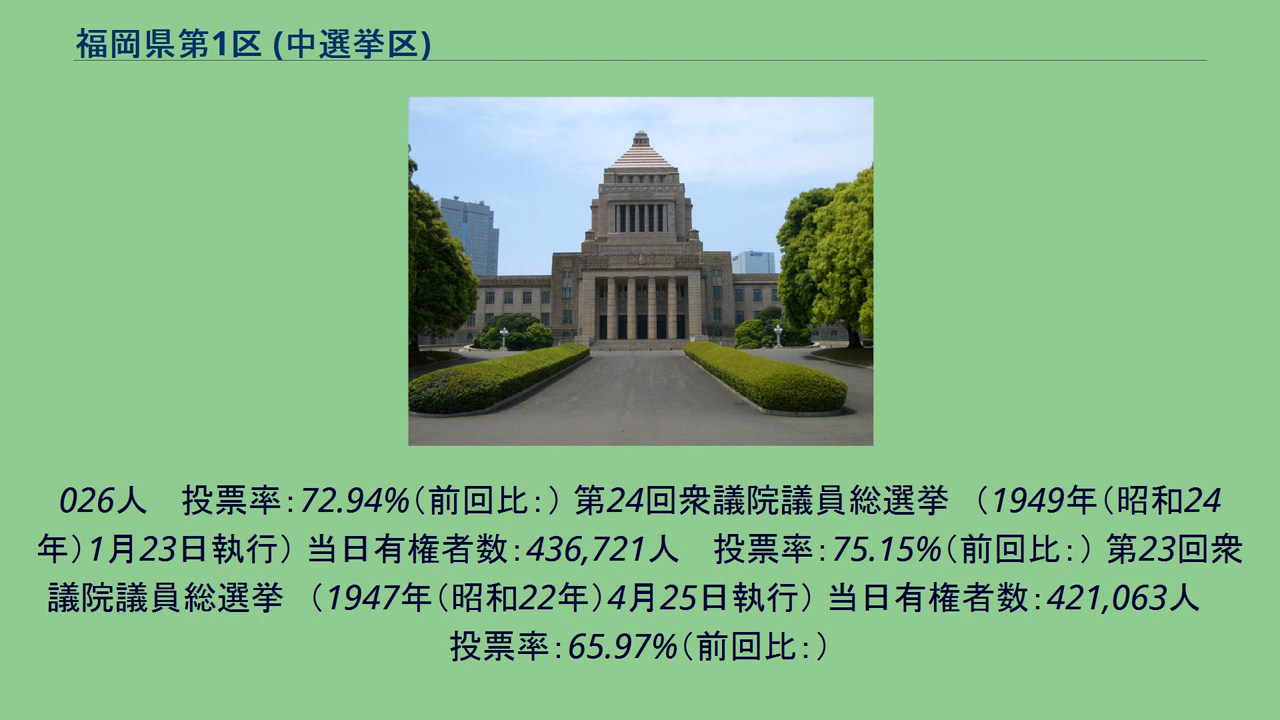 福岡県第1区 (中選挙区)
026人　投票率：72.94%（前回比：） 第24回衆議院議員総選挙　（1949年（昭和24
年）1月23日執行） 当日有権者数：436,721人　投票率：75.15%（前回比：） 第23回衆
議院議員総選挙　（1947年（昭和22年）4月25日執行） 当日有権者数：421,063人
投票率：65.97%（前回比：）